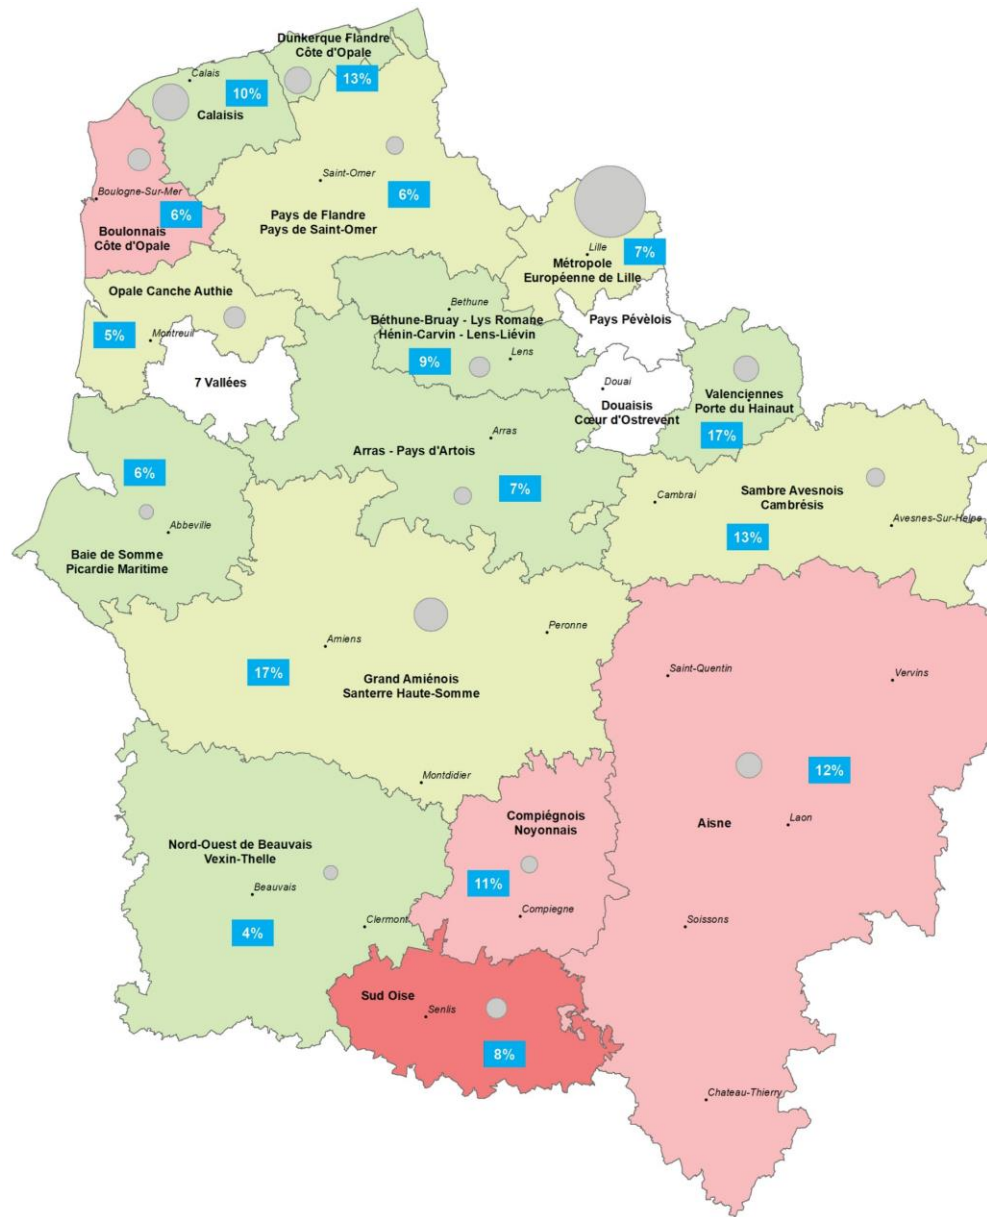 Dunkerque Flandre
Côte d'Opale
13%
Calais
10%
Calaisis
Boulogne-Sur-Mer
6%
Boulonnais
Côte d'Opale
Saint-Omer
6%
Pays de Flandre
Pays de Saint-Omer
Lille
7%
Métropole
Européenne de Lille
Opale Canche Authie
5%
Montreuil
Bethune
Béthune-Bruay - Lys Romane
Hénin-Carvin - Lens-Liévin
9%
Lens
Pays Pévèlois
7 Vallées
Douai
Douaisis
Cœur d'Ostrevent
Valenciennes
Porte du Hainaut
17%
Arras
Arras - Pays d'Artois
7%
6%
Abbeville
Baie de Somme
Picardie Maritime
Cambrai
Sambre Avesnois
Cambrésis
Avesnes-Sur-Helpe
13%
Amiens
Peronne
17%
Grand Amiénois
Santerre Haute-Somme
Montdidier
Saint-Quentin
Vervins
12%
Aisne
Laon
Soissons
Chateau-Thierry
Compiégnois
Noyonnais
11%
Compiegne
Nord-Ouest de Beauvais
Vexin-Thelle
Beauvais
4%
Clermont
Sud Oise
Senlis
8%